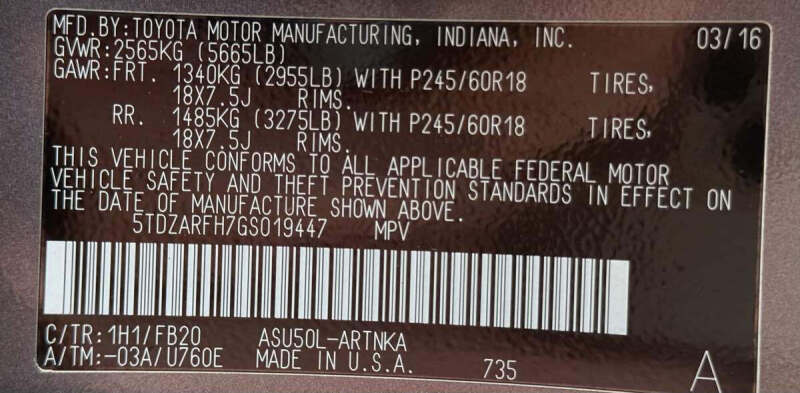 MFD.BY:TOYOTA MOTOR MANUFACTURING, INDIANA, INC. 03/16
GVWR:2565KG (5665LB)
GAWR:FRT. 1340KG (2955LB) WITH P245/60R18 TIRES,
18X7.5J RIMS.
RR. 1485KG (3275LB) WITH P245/60R18 TIRES,
18X7.5J RIMS.
THIS VEHICLE CONFORMS TO ALL APPLICABLE FEDERAL MOTOR
VEHICLE SAFETY AND THEFT PREVENTION STANDARDS IN EFFECT ON
THE DATE OF MANUFACTURE SHOWN ABOVE.
5TDZARFH7GS019447 MPV
C/TR:1H1/FB20 ASU50L-ARTNKA
A/TM:-03A/U760E MADE IN U.S.A. 735 A